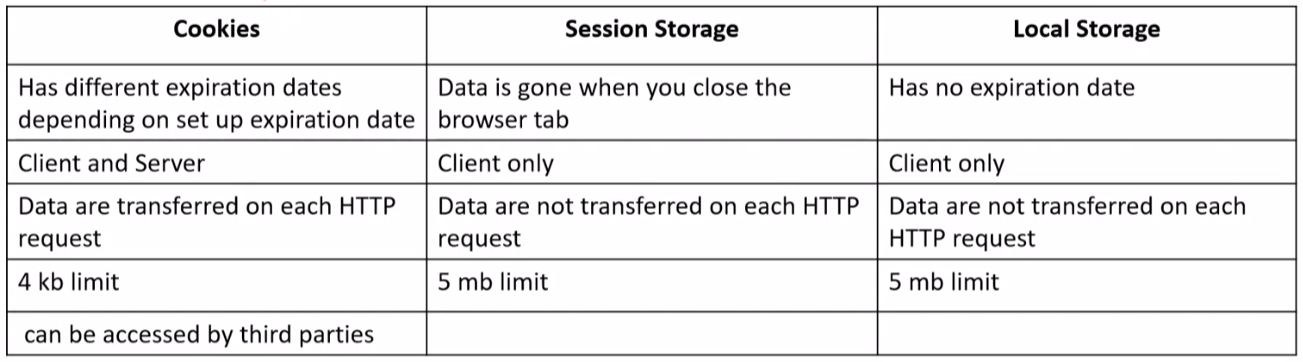 Cookies
Session Storage
Local Storage
Has different expiration dates
depending on set up expiration date
Data is gone when you close the
browser tab
Has no expiration date
Client and Server
Client only
Client only
Data are transferred on each HTTP
request
Data are not transferred on each HTTP
request
Data are not transferred on each
HTTP request
4 kb limit
5 mb limit
5 mb limit
can be accessed by third parties